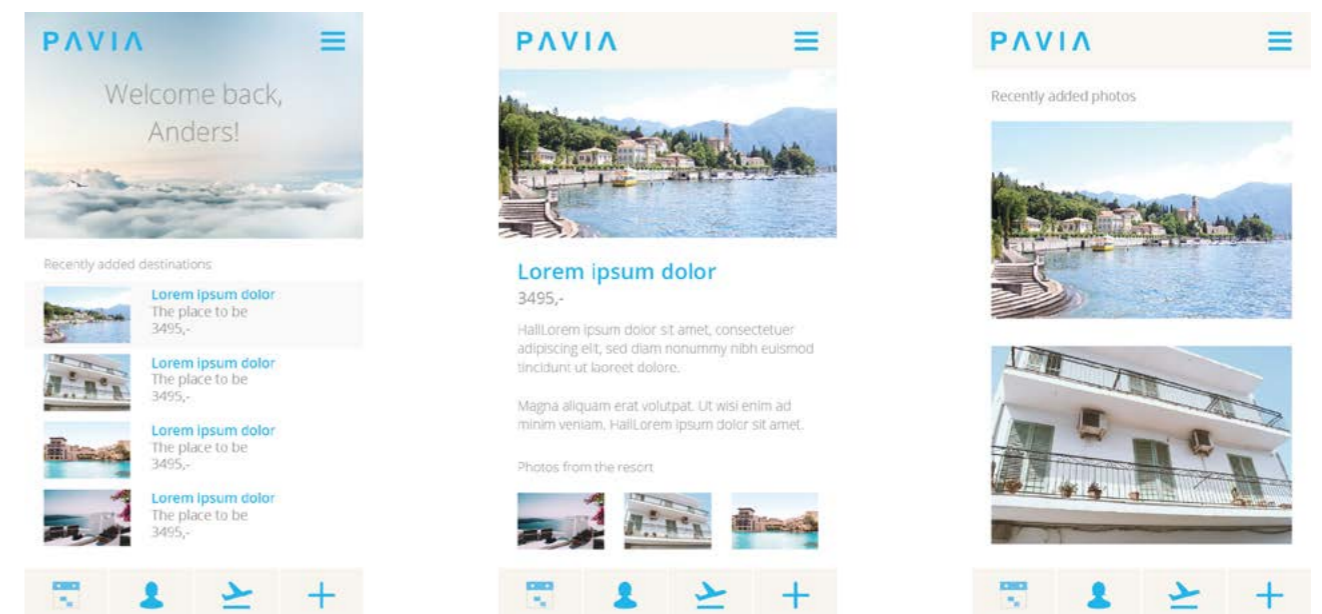 PAVIA
Welcome back,
Anders!
Recently added destinations
Lorem ipsum dolor
The place to be
3495,-
Lorem ipsum dolor
The place to be
3495,-
Lorem ipsum dolor
The place to be
3495,-
Lorem ipsum dolor
The place to be
3495,-
PAVIA
Lorem ipsum dolor
3495,-
HallLorem ipsum dolor sit amet, consectetuer
adipiscing elit, sed diam nonummy nibh euismod
tincidunt ut laoreet dolore.
Magna aliquam erat volutpat. Ut wisi enim ad
minim veniam. HallLorem ipsum dolor sit amet.
Photos from the resort
PAVIA
Recently added photos